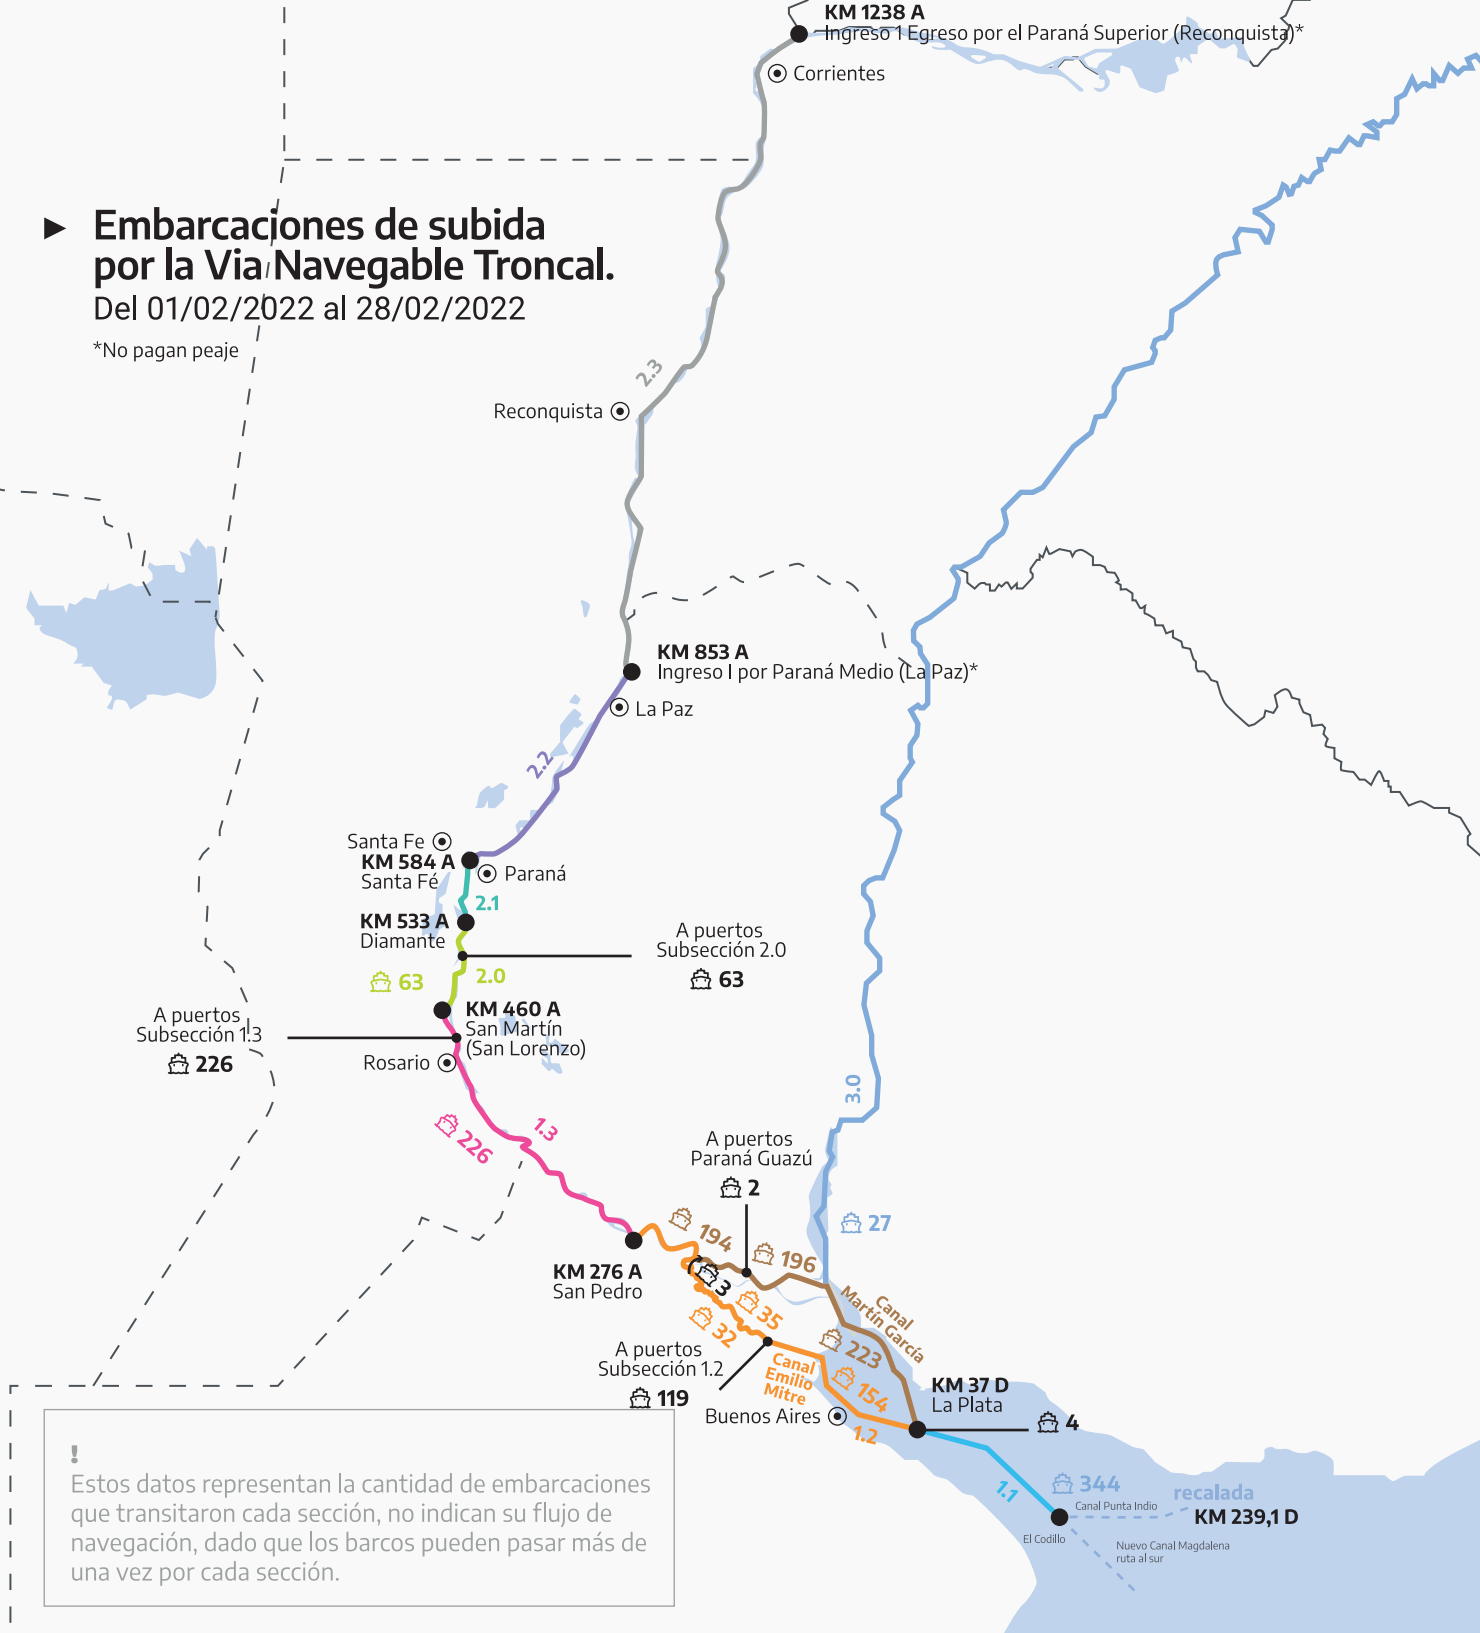 KM 1238 A
Ingreso 1 Egreso por el Paraná Superior (Reconquista)*
Corrientes
Embarcaciones de subida
por la Via Navegable Troncal.
Del 01/02/2022 al 28/02/2022
*No pagan peaje
2.3
Reconquista
KM 853 A
Ingreso I por Paraná Medio (La Paz)*
La Paz
2.2
Santa Fe
KM 584 A
Santa Fé
Paraná
2.1
KM 533 A
Diamante
A puertos
Subsección 2.0
63
63
2.0
KM 460 A
San Martín
(San Lorenzo)
A puertos
Subsección 1.3
226
Rosario
226
1.3
3.0
A puertos
Paraná Guazú
2
27
194
196
KM 276 A
San Pedro
3
35
32
Canal
Martín García
223
A puertos
Subsección 1.2
119
Canal
Emilio
Mitre
154
Buenos Aires
1.2
KM 37 D
La Plata
4
1.1
344
recalada
Canal Punta Indio
KM 239,1 D
El Codillo
Nuevo Canal Magdalena
ruta al sur
!
Estos datos representan la cantidad de embarcaciones
que transitaron cada sección, no indican su flujo de
navegación, dado que los barcos pueden pasar más de
una vez por cada sección.